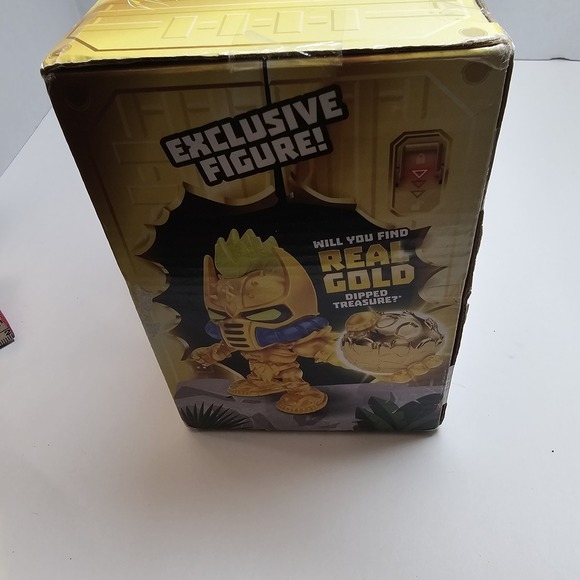 EXCLUSIVE
FIGURE!
WILL YOU FIND
REAL
GOLD
DIPPED
TREASURE?*